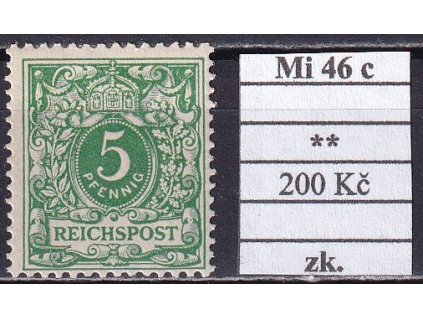 5
PFENNIG
REICHSPOST
Mi 46 c
**
200 Kč
zk.